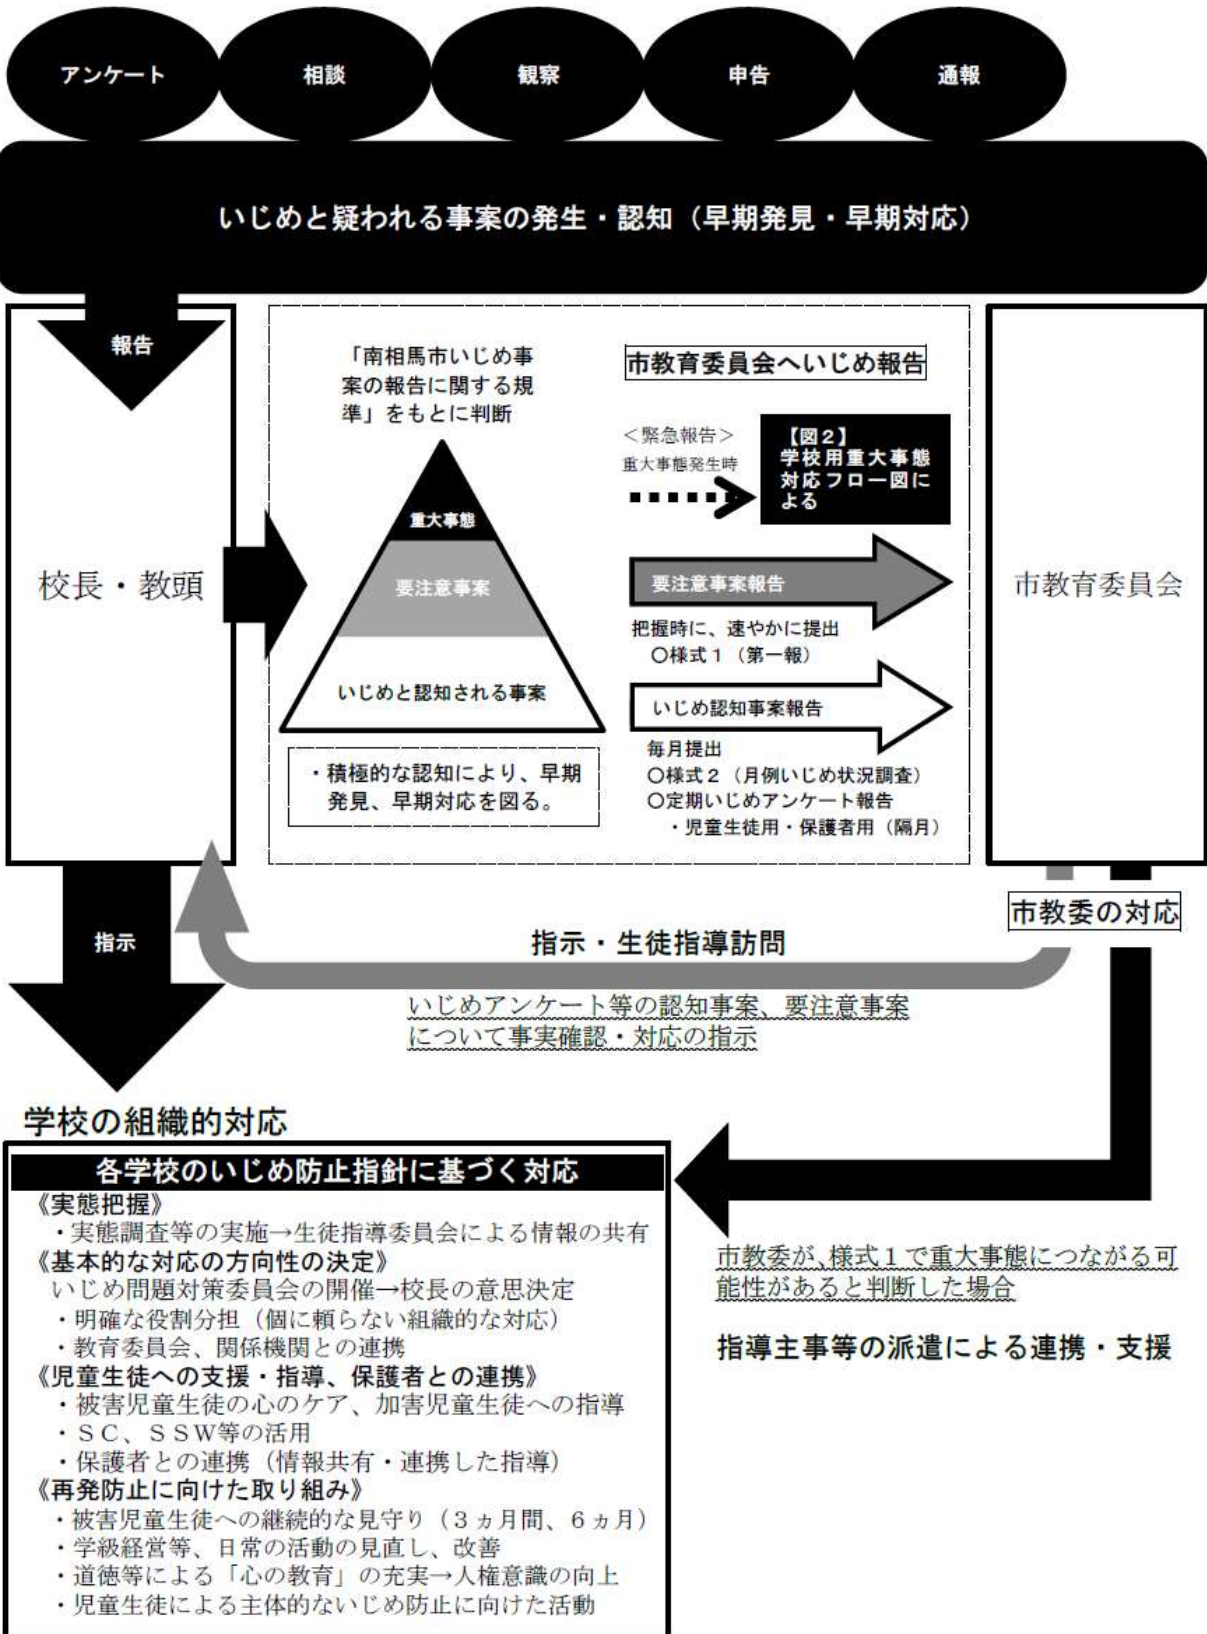 アンケート
相談
観察
申告
通報
いじめと疑われる事案の発生・認知（早期発見・早期対応）
報告
校長・教頭
「南相馬市いじめ事
案の報告に関する規
準」をもとに判断
重大事態
要注意事案
いじめと認知される事案
・積極的な認知により、早期
発見、早期対応を図る。
市教育委員会へいじめ報告
＜緊急報告＞
重大事態発生時
【図２】
学校用重大事態
対応フロー図に
よる
要注意事案報告
把握時に、速やかに提出
○様式１（第一報）
いじめ認知事案報告
毎月提出
○様式２（月例いじめ状況調査）
○定期いじめアンケート報告
・児童生徒用・保護者用（隔月）
市教育委員会
市教委の対応
指示
指示・生徒指導訪問
いじめアンケート等の認知事案、要注意事案
について事実確認・対応の指示
学校の組織的対応
各学校のいじめ防止指針に基づく対応
《実態把握》
・実態調査等の実施→生徒指導委員会による情報の共有
《基本的な対応の方向性の決定》
いじめ問題対策委員会の開催→校長の意思決定
・明確な役割分担（個に頼らない組織的な対応）
・教育委員会、関係機関との連携
《児童生徒への支援・指導、保護者との連携》
・被害児童生徒の心のケア、加害児童生徒への指導
・ＳＣ、ＳＳＷ等の活用
・保護者との連携（情報共有・連携した指導）
《再発防止に向けた取り組み》
・被害児童生徒への継続的な見守り（３ヵ月間、６ヵ月）
・学級経営等、日常の活動の見直し、改善
・道徳等による「心の教育」の充実→人権意識の向上
・児童生徒による主体的ないじめ防止に向けた活動
市教委が、様式１で重大事態につながる可
能性があると判断した場合
指導主事等の派遣による連携・支援